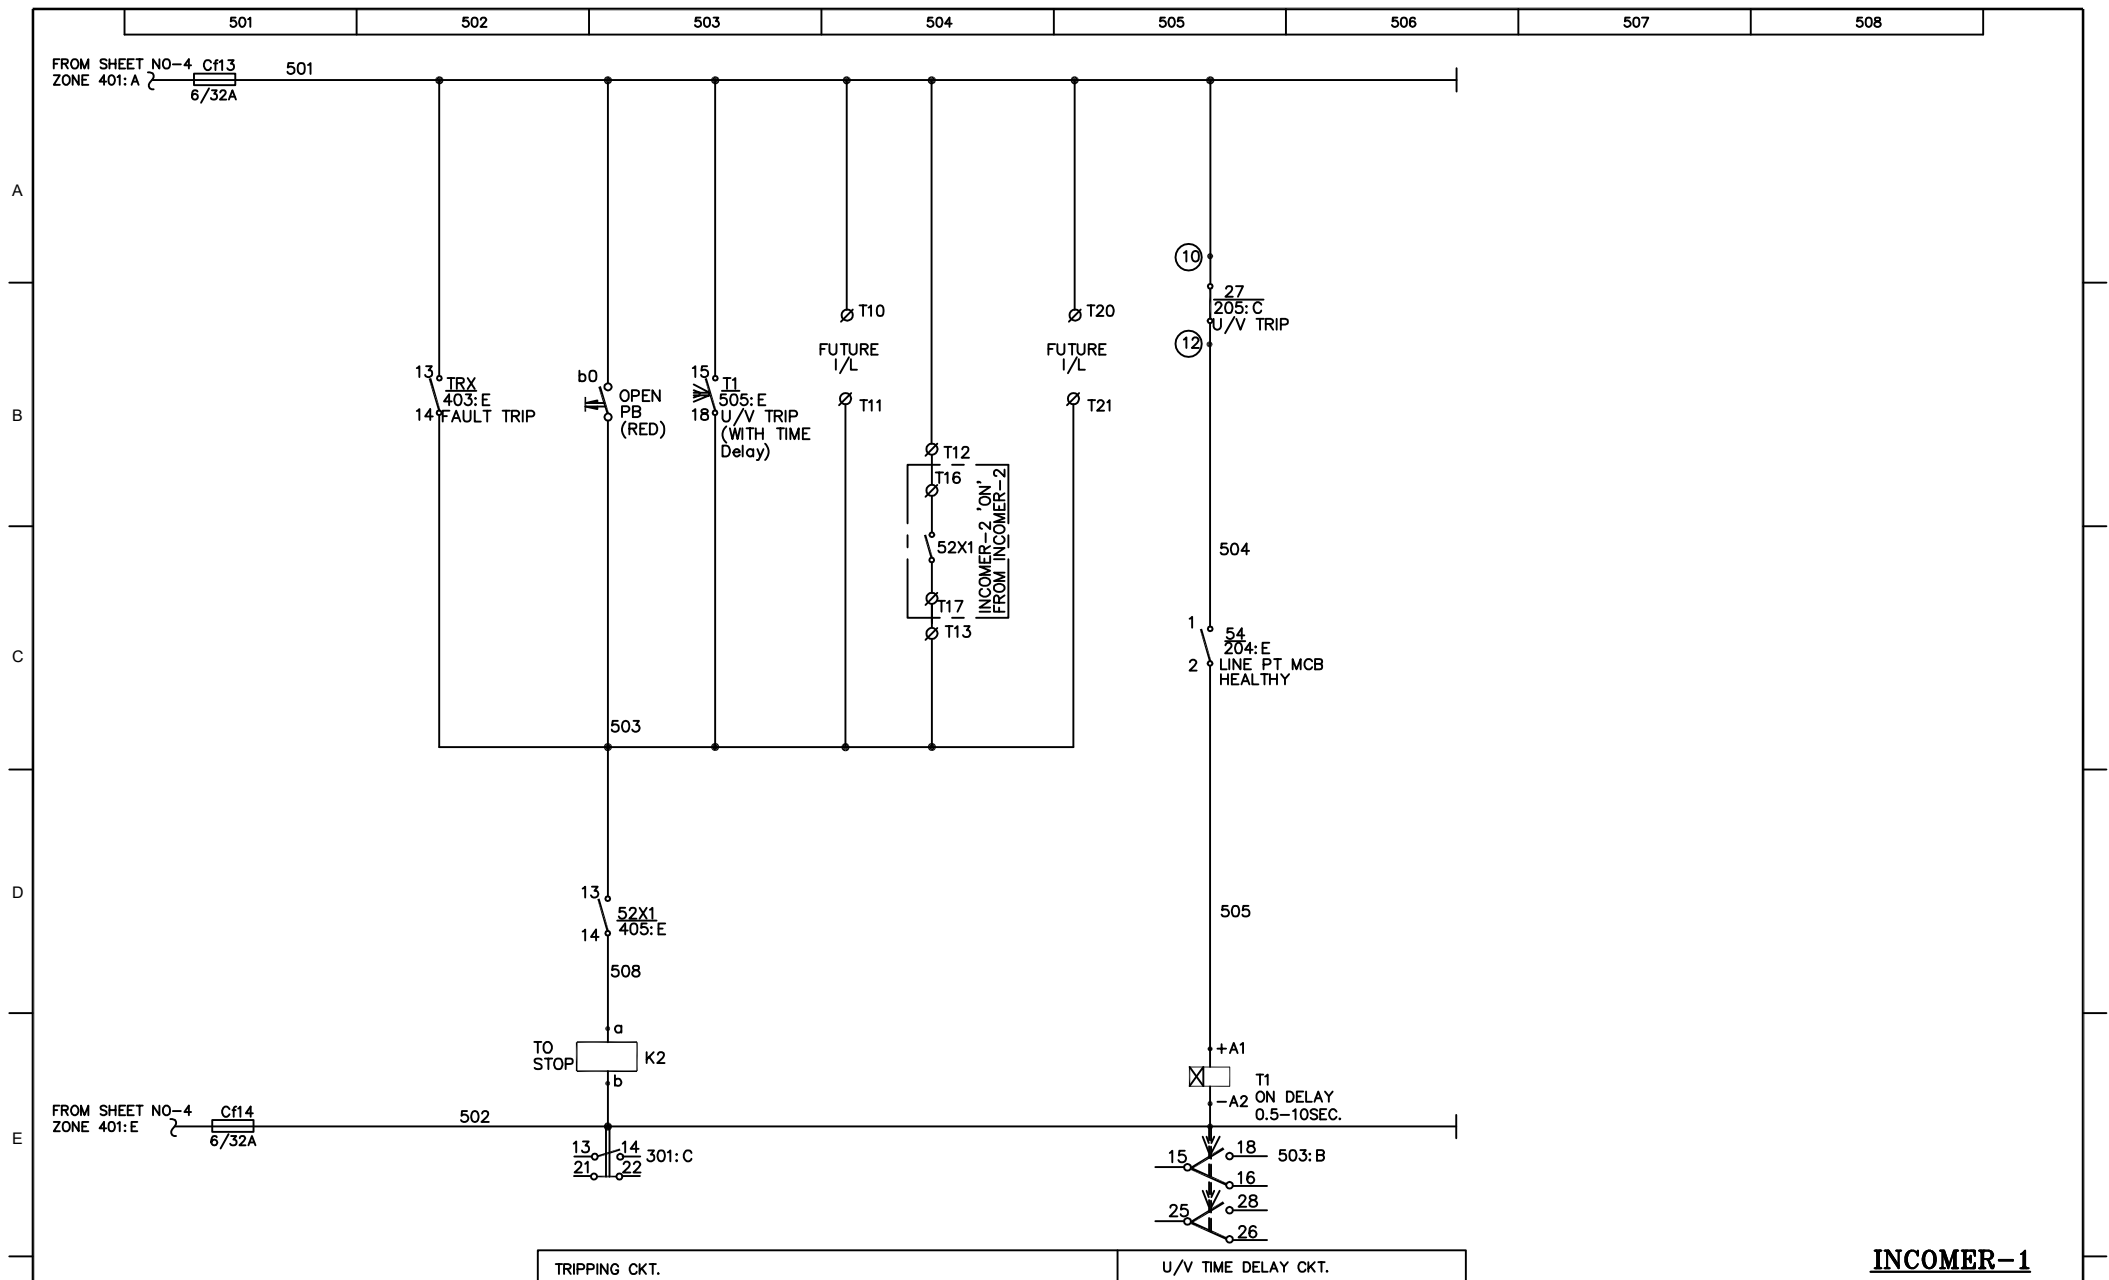 501 502 503 504 505 506 507 508
FROM SHEET NO-4
ZONE 401:A
Cf13
6/32A
501
A
B
C
D
E
13
14
TRX
403:E
FAULT TRIP
b0
OPEN
PB
(RED)
15
18
T1
505:E
U/V TRIP
(WITH TIME
Delay)
T10
FUTURE
I/L
T11
T12
T16
52X1
INCOMER-2 'ON'
FROM INCOMER-2
T17
T13
T20
FUTURE
I/L
T21
10
27
205:C
U/V TRIP
12
504
1
2
54
204:E
LINE PT MCB
HEALTHY
503
13
14
52X1
405:E
508
505
a
TO
STOP
K2
b
+A1
T1
ON DELAY
0.5-10SEC.
-A2
FROM SHEET NO-4
ZONE 401:E
Cf14
6/32A
502
13 14 301:C
21 22
15 18 503:B
16
25 28
26
TRIPPING CKT.
U/V TIME DELAY CKT.
INCOMER-1